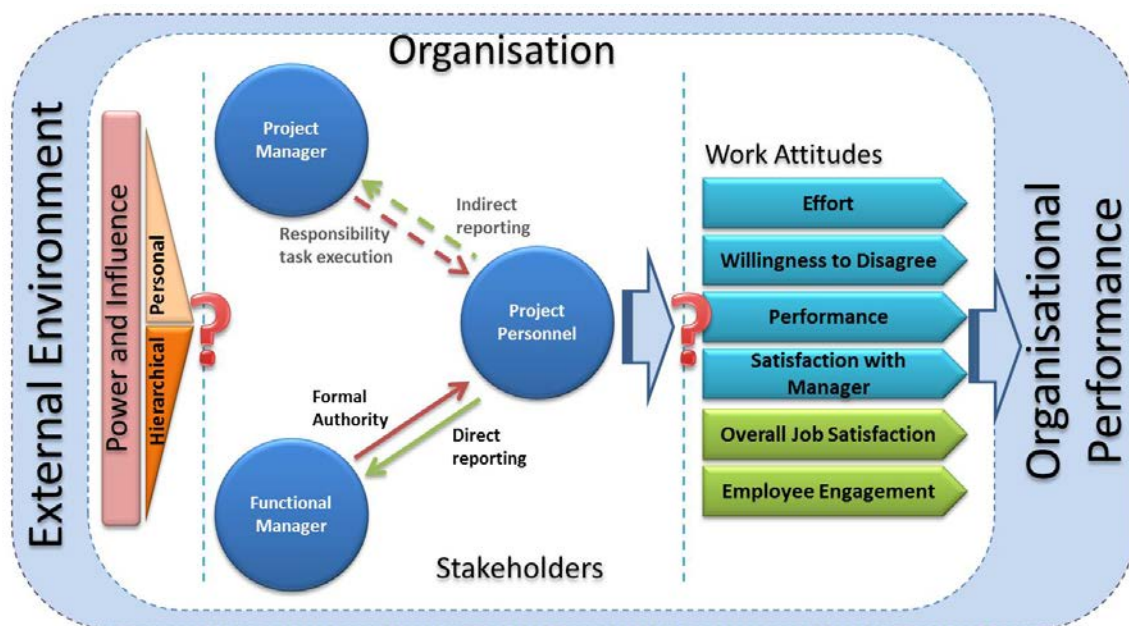 Organisation
External Environment
Power and Influence
Personal
Hierarchical
?
Project
Manager
Indirect
reporting
Responsibility
task execution
Project
Personnel
Formal
Authority
Direct
reporting
Functional
Manager
Stakeholders
?
Work Attitudes
Effort
Willingness to Disagree
Performance
Satisfaction with
Manager
Overall Job Satisfaction
Employee Engagement
Organisational
Performance